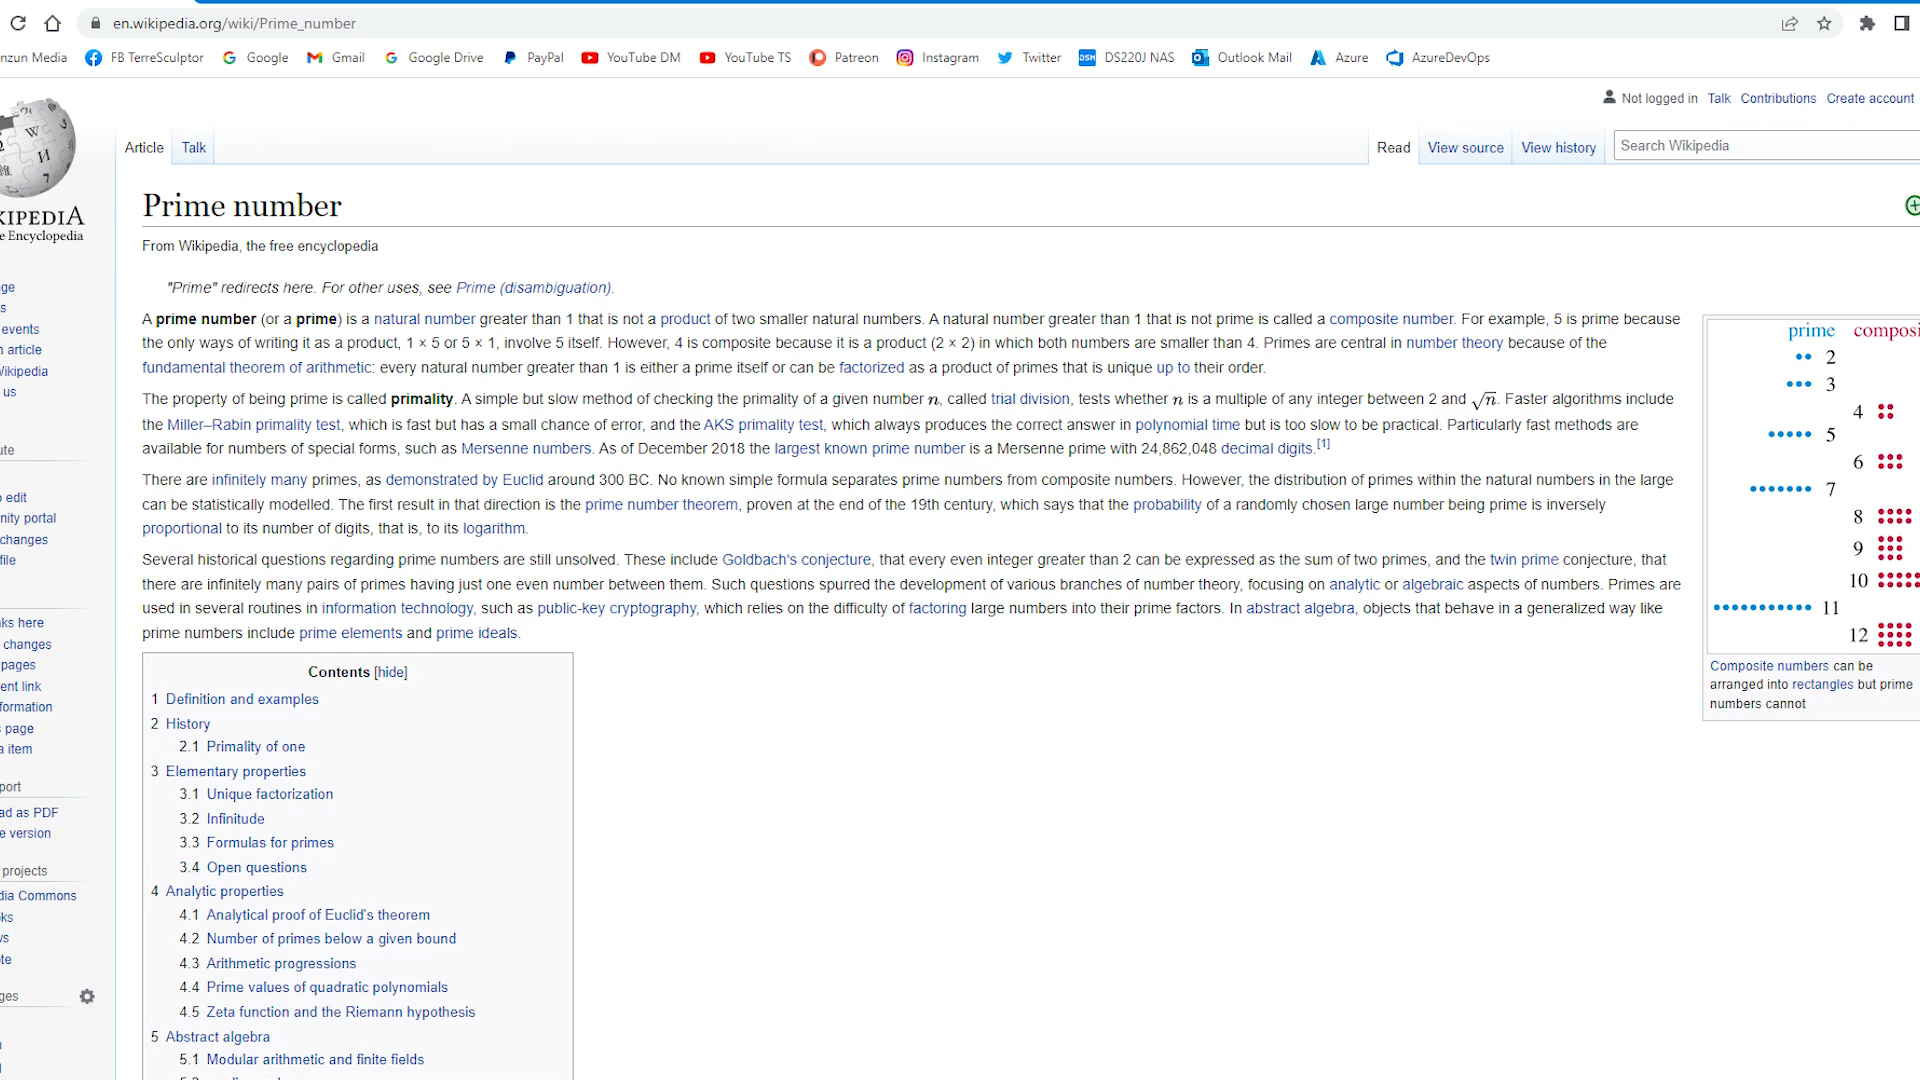 en.wikipedia.org/wiki/Prime_number
nzun Media FB TerreSculptor Google Gmail Google Drive PayPal YouTube DM YouTube TS Patreon Instagram Twitter DS220J NAS Outlook Mail Azure AzureDevOps
Not logged in Talk Contributions Create account
Article Talk Read View source View history Search Wikipedia
KIPEDIA
e Encyclopedia
Prime number
From Wikipedia, the free encyclopedia
"Prime" redirects here. For other uses, see Prime (disambiguation).
A prime number (or a prime) is a natural number greater than 1 that is not a product of two smaller natural numbers. A natural number greater than 1 that is not prime is called a composite number. For example, 5 is prime because
the only ways of writing it as a product, 1 × 5 or 5 × 1, involve 5 itself. However, 4 is composite because it is a product (2 × 2) in which both numbers are smaller than 4. Primes are central in number theory because of the
fundamental theorem of arithmetic: every natural number greater than 1 is either a prime itself or can be factorized as a product of primes that is unique up to their order.
The property of being prime is called primality. A simple but slow method of checking the primality of a given number n, called trial division, tests whether n is a multiple of any integer between 2 and √n. Faster algorithms include
the Miller–Rabin primality test, which is fast but has a small chance of error, and the AKS primality test, which always produces the correct answer in polynomial time but is too slow to be practical. Particularly fast methods are
available for numbers of special forms, such as Mersenne numbers. As of December 2018 the largest known prime number is a Mersenne prime with 24,862,048 decimal digits.[1]
There are infinitely many primes, as demonstrated by Euclid around 300 BC. No known simple formula separates prime numbers from composite numbers. However, the distribution of primes within the natural numbers in the large
can be statistically modelled. The first result in that direction is the prime number theorem, proven at the end of the 19th century, which says that the probability of a randomly chosen large number being prime is inversely
proportional to its number of digits, that is, to its logarithm.
Several historical questions regarding prime numbers are still unsolved. These include Goldbach's conjecture, that every even integer greater than 2 can be expressed as the sum of two primes, and the twin prime conjecture, that
there are infinitely many pairs of primes having just one even number between them. Such questions spurred the development of various branches of number theory, focusing on analytic or algebraic aspects of numbers. Primes are
used in several routines in information technology, such as public-key cryptography, which relies on the difficulty of factoring large numbers into their prime factors. In abstract algebra, objects that behave in a generalized way like
prime numbers include prime elements and prime ideals.
prime composi
2
3
4
5
6
7
8
9
10
11
12
Composite numbers can be
arranged into rectangles but prime
numbers cannot
Contents [hide]
1 Definition and examples
2 History
2.1 Primality of one
3 Elementary properties
3.1 Unique factorization
3.2 Infinitude
3.3 Formulas for primes
3.4 Open questions
4 Analytic properties
4.1 Analytical proof of Euclid's theorem
4.2 Number of primes below a given bound
4.3 Arithmetic progressions
4.4 Prime values of quadratic polynomials
4.5 Zeta function and the Riemann hypothesis
5 Abstract algebra
5.1 Modular arithmetic and finite fields
ge
s
events
n article
Wikipedia
us
ute
o edit
nity portal
changes
file
ks here
changes
pages
ent link
formation
s page
a item
port
ad as PDF
e version
projects
dia Commons
ks
ws
te
ges